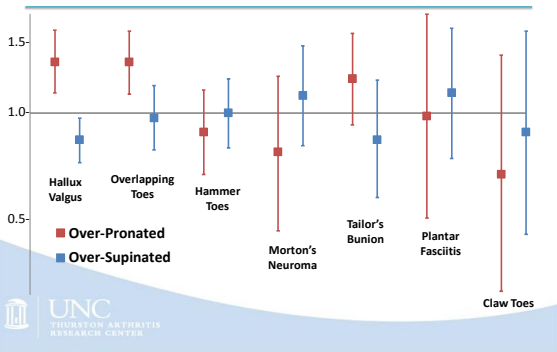 1.5
1.0
0.5
Hallux
Valgus
Overlapping
Toes
Hammer
Toes
Morton's
Neuroma
Tailor's
Bunion
Plantar
Fasciitis
Claw Toes
Over-Pronated
Over-Supinated
UNC
THURSTON ARTHRITIS
RESEARCH CENTER